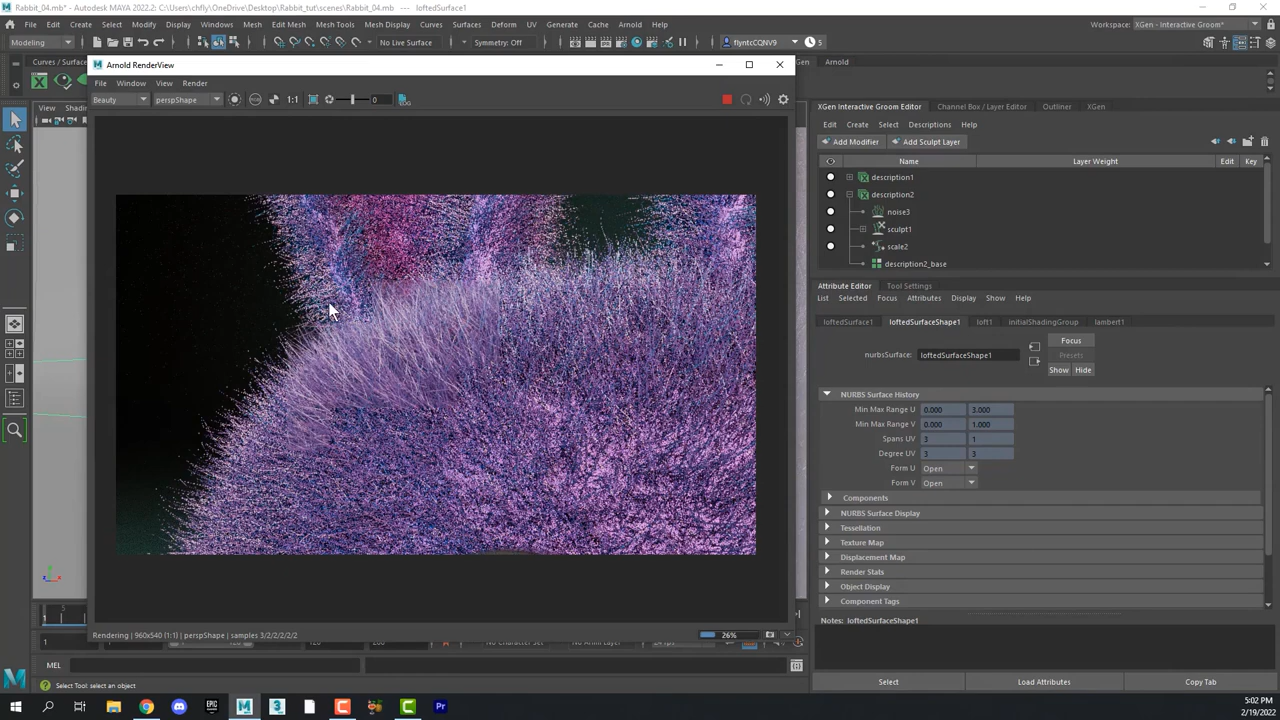 Rabbit_04.mb* - Autodesk MAYA 2022.2: C:\Users\chfly\OneDrive\Desktop\Rabbit_tut\scenes\Rabbit_04.mb* --- loftedSurface1
File Edit Create Select Modify Display Windows Mesh Edit Mesh Mesh Tools Mesh Display Curves Surfaces Deform UV Generate Cache Arnold Help
Workspace: XGen - Interactive Groom*
Modeling No Live Surface Symmetry: Off flyntcCQNV9 5
Curves / Surfaces Arnold
Arnold RenderView
File Window View Render
Beauty perspShape 1:1 0
View Shading
XGen Interactive Groom Editor Channel Box / Layer Editor Outliner XGen
Edit Create Select Descriptions Help
Add Modifier Add Sculpt Layer
Name Layer Weight Edit Key
description1
description2
noise3
sculpt1
scale2
description2_base
Attribute Editor Tool Settings
List Selected Focus Attributes Display Show Help
loftedSurface1 loftedSurfaceShape1 loft1 initialShadingGroup lambert1
nurbsSurface: loftedSurfaceShape1
Focus
Presets
Show Hide
NURBS Surface History
Min Max Range U 0.000 3.000
Min Max Range V 0.000 1.000
Spans UV 3 1
Degree UV 3 3
Form U Open
Form V Open
Components
NURBS Surface Display
Tessellation
Texture Map
Displacement Map
Render Stats
Object Display
Component Tags
Notes: loftedSurfaceShape1
Select Load Attributes Copy Tab
Rendering | 960x540 (1:1) | perspShape | samples 3/2/2/2/2/2
26%
MEL
Select Tool: select an object
5:02 PM
2/19/2022